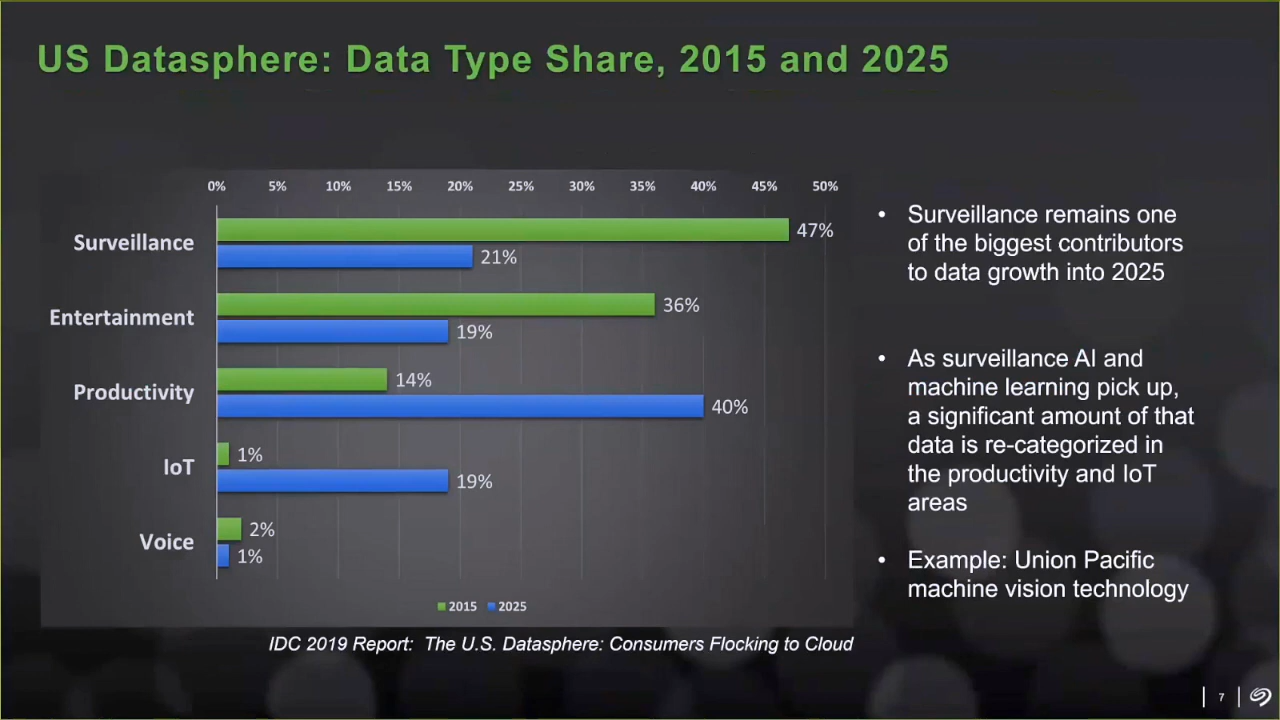 US Datasphere: Data Type Share, 2015 and 2025
0% 5% 10% 15% 20% 25% 30% 35% 40% 45% 50%
Surveillance
47%
21%
Entertainment
36%
19%
Productivity
14%
40%
IoT
1%
19%
Voice
2%
1%
2015 2025
IDC 2019 Report: The U.S. Datasphere: Consumers Flocking to Cloud
• Surveillance remains one
of the biggest contributors
to data growth into 2025
• As surveillance AI and
machine learning pick up,
a significant amount of that
data is re-categorized in
the productivity and IoT
areas
• Example: Union Pacific
machine vision technology
7